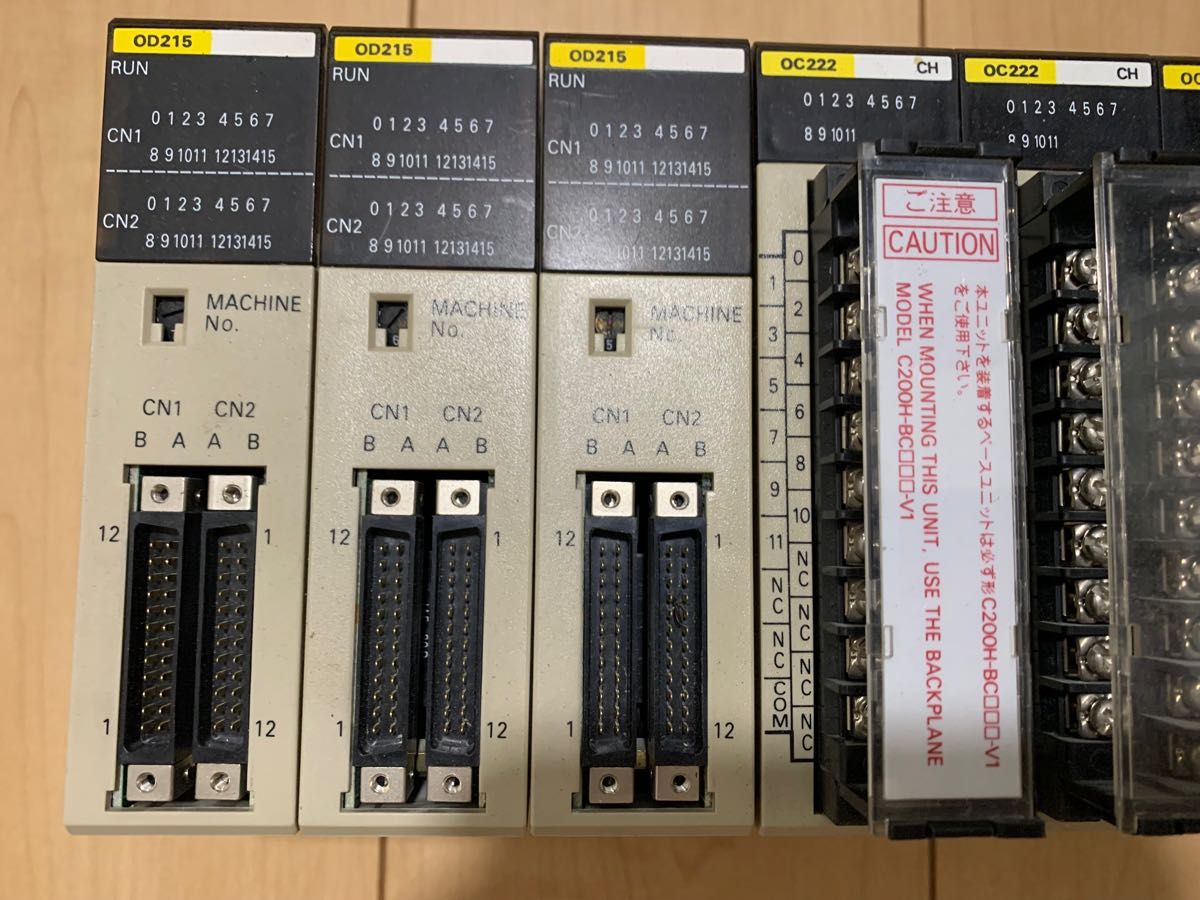 OD215
RUN
0 1 2 3 4 5 6 7
CN1
8 9 10 11 12 13 14 15
0 1 2 3 4 5 6 7
CN2
8 9 10 11 12 13 14 15
MACHINE
No.
CN1 CN2
B A A B
12 1
1 12
OD215
RUN
0 1 2 3 4 5 6 7
CN1
8 9 10 11 12 13 14 15
0 1 2 3 4 5 6 7
CN2
8 9 10 11 12 13 14 15
MACHINE
No.
6
CN1 CN2
B A A B
12 1
1 12
OD215
RUN
0 1 2 3 4 5 6 7
CN1
8 9 10 11 12 13 14 15
0 1 2 3 4 5 6 7
CN2
8 9 10 11 12 13 14 15
MACHINE
No.
5
CN1 CN2
B A A B
12 1
1 12
OC222 CH
0 1 2 3 4 5 6 7
8 9 10 11
0
1
2
3
4
5
6
7
8
9
10
11
NC
NC
NC
NC
NC
COM
NC
ご注意
CAUTION
本ユニットを装着するベースユニットは必ず形C200H-BC□□□-V1
をご使用下さい。
WHEN MOUNTING THIS UNIT, USE THE BACKPLANE
MODEL C200H-BC□□□-V1
OC222 CH
0 1 2 3 4 5 6 7
8 9 10 11
OC